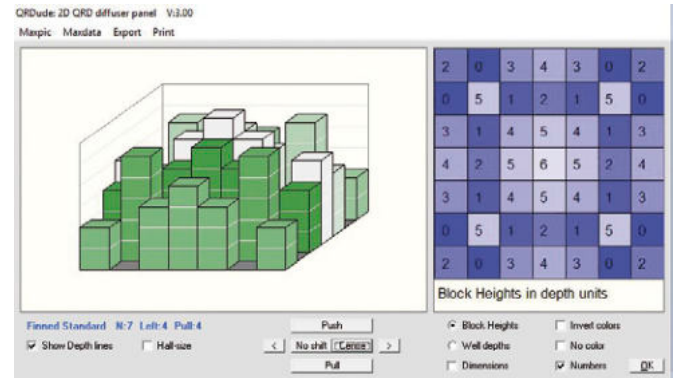 QRDude: 2D QRD diffuser panel V:3.00
Maxpic Maxdata Export Print
2 0 3 4 3 0 2
0 5 1 2 1 5 0
3 1 4 5 4 1 3
4 2 5 6 5 2 4
3 1 4 5 4 1 3
0 5 1 2 1 5 0
2 0 3 4 3 0 2
Block Heights in depth units
Finned Standard N:7 Left:4 Pull:4
Show Depth lines Half-size
Push
< No shift Center >
Pull
Block Heights Invert colors
Well depths No color
Dimensions Numbers OK